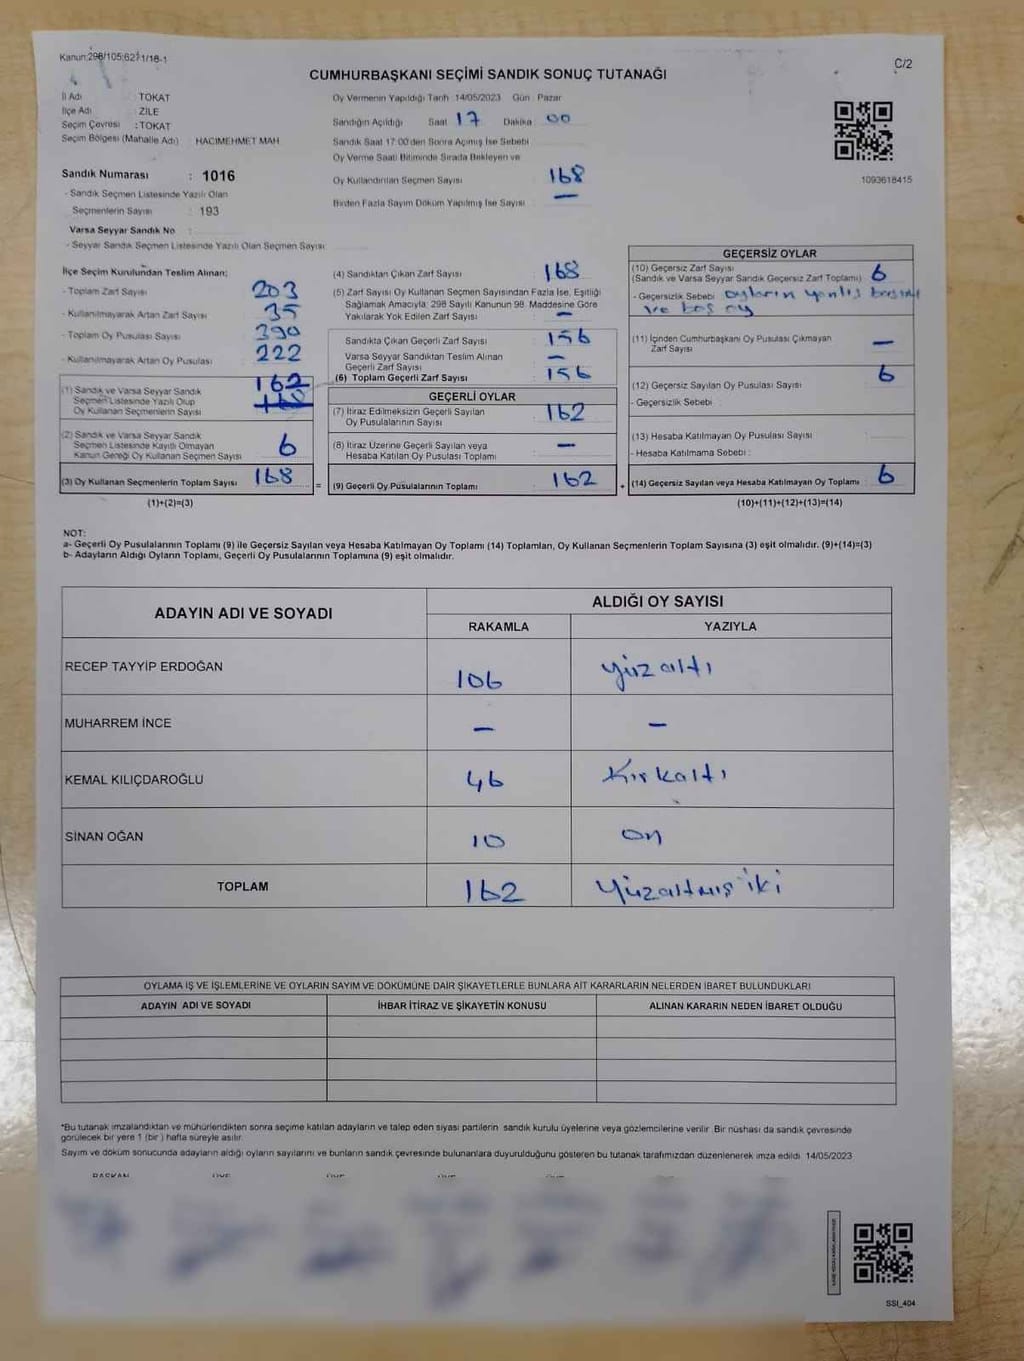 Kanun:298/105;62;1/18-1
C/2
CUMHURBAŞKANI SEÇİMİ SANDIK SONUÇ TUTANAĞI
İl Adı : TOKAT
İlçe Adı : ZİLE
Seçim Çevresi : TOKAT
Seçim Bölgesi (Mahalle Adı) : HACIMEHMET MAH
Sandık Numarası : 1016
- Sandık Seçmen Listesinde Yazılı Olan
Seçmenlerin Sayısı : 193
Varsa Seyyar Sandık No :
- Seyyar Sandık Seçmen Listesinde Yazılı Olan Seçmen Sayısı
Oy Vermenin Yapıldığı Tarih 14/05/2023 Gün Pazar
Sandığın Açıldığı Saat 17 Dakika 00
Sandık Saat 17:00'den Sonra Açılmış İse Sebebi
Oy Verme Saati Bitiminde Sırada Bekleyen ve
Oy Kullandırılan Seçmen Sayısı 168
Birden Fazla Sayım Döküm Yapılmış İse Sayısı —
1093618415
İlçe Seçim Kurulundan Teslim Alınan;
- Toplam Zarf Sayısı 203
- Kullanılmayarak Artan Zarf Sayısı 35
- Toplam Oy Pusulası Sayısı 390
- Kullanılmayarak Artan Oy Pusulası : 222
(1) Sandık ve Varsa Seyyar Sandık 162
Seçmen Listesinde Yazılı Olup 168
Oy Kullanan Seçmenlerin Sayısı
(2) Sandık ve Varsa Seyyar Sandık
Seçmen Listesinde Kayıtlı Olmayan
Kanun Gereği Oy Kullanan Seçmen Sayısı 6
(3) Oy Kullanan Seçmenlerin Toplam Sayısı 168
(1)+(2)=(3)
(4) Sandıktan Çıkan Zarf Sayısı 168
(5) Zarf Sayısı Oy Kullanan Seçmen Sayısından Fazla İse, Eşitliği
Sağlamak Amacıyla, 298 Sayılı Kanunun 98. Maddesine Göre
Yakılarak Yok Edilen Zarf Sayısı —
Sandıkta Çıkan Geçerli Zarf Sayısı : 156
Varsa Seyyar Sandıktan Teslim Alınan
Geçerli Zarf Sayısı : —
(6) Toplam Geçerli Zarf Sayısı : 156
GEÇERLİ OYLAR
(7) İtiraz Edilmeksizin Geçerli Sayılan
Oy Pusulalarının Sayısı : 162
(8) İtiraz Üzerine Geçerli Sayılan veya
Hesaba Katılan Oy Pusulası Toplamı : —
= (9) Geçerli Oy Pusulalarının Toplamı : 162
GEÇERSİZ OYLAR
(10) Geçersiz Zarf Sayısı
(Sandık ve Varsa Seyyar Sandık Geçersiz Zarf Toplamı) : 6
- Geçersizlik Sebebi : oyların yanlış
ve boş oy
(11) İçinden Cumhurbaşkanı Oy Pusulası Çıkmayan
Zarf Sayısı —
(12) Geçersiz Sayılan Oy Pusulası Sayısı 6
- Geçersizlik Sebebi :
(13) Hesaba Katılmayan Oy Pusulası Sayısı
- Hesaba Katılmama Sebebi :
+ (14) Geçersiz Sayılan veya Hesaba Katılmayan Oy Toplamı : 6
(10)+(11)+(12)+(13)=(14)
NOT:
a- Geçerli Oy Pusulalarının Toplamı (9) ile Geçersiz Sayılan veya Hesaba Katılmayan Oy Toplamı (14) Toplamları, Oy Kullanan Seçmenlerin Toplam Sayısına (3) eşit olmalıdır. (9)+(14)=(3)
b- Adayların Aldığı Oyların Toplamı, Geçerli Oy Pusulalarının Toplamına (9) eşit olmalıdır.
ADAYIN ADI VE SOYADI
ALDIĞI OY SAYISI
RAKAMLA YAZIYLA
RECEP TAYYİP ERDOĞAN 106 yüzaltı
MUHARREM İNCE — —
KEMAL KILIÇDAROĞLU 46 Kırkaltı
SİNAN OĞAN 10 on
TOPLAM 162 Yüzaltmış iki
OYLAMA İŞ VE İŞLEMLERİNE VE OYLARIN SAYIM VE DÖKÜMÜNE DAİR ŞİKAYETLERLE BUNLARA AİT KARARLARIN NELERDEN İBARET BULUNDUKLARI
ADAYIN ADI VE SOYADI İHBAR İTİRAZ VE ŞİKAYETİN KONUSU ALINAN KARARIN NEDEN İBARET OLDUĞU
*Bu tutanak imzalandıktan ve mühürlendikten sonra seçime katılan adayların ve talep eden siyasi partilerin sandık kurulu üyelerine veya gözlemcilerine verilir. Bir nüshası da sandık çevresinde
görülecek bir yere 1 (bir ) hafta süreyle asılır.
Sayım ve döküm sonucunda adayların aldığı oyların sayılarını ve bunların sandık çevresinde bulunanlara duyurulduğunu gösteren bu tutanak tarafımızdan düzenlenerek imza edildi. 14/05/2023
BAŞKAN ÜYE ÜYE ÜYE ÜYE
SSI_404